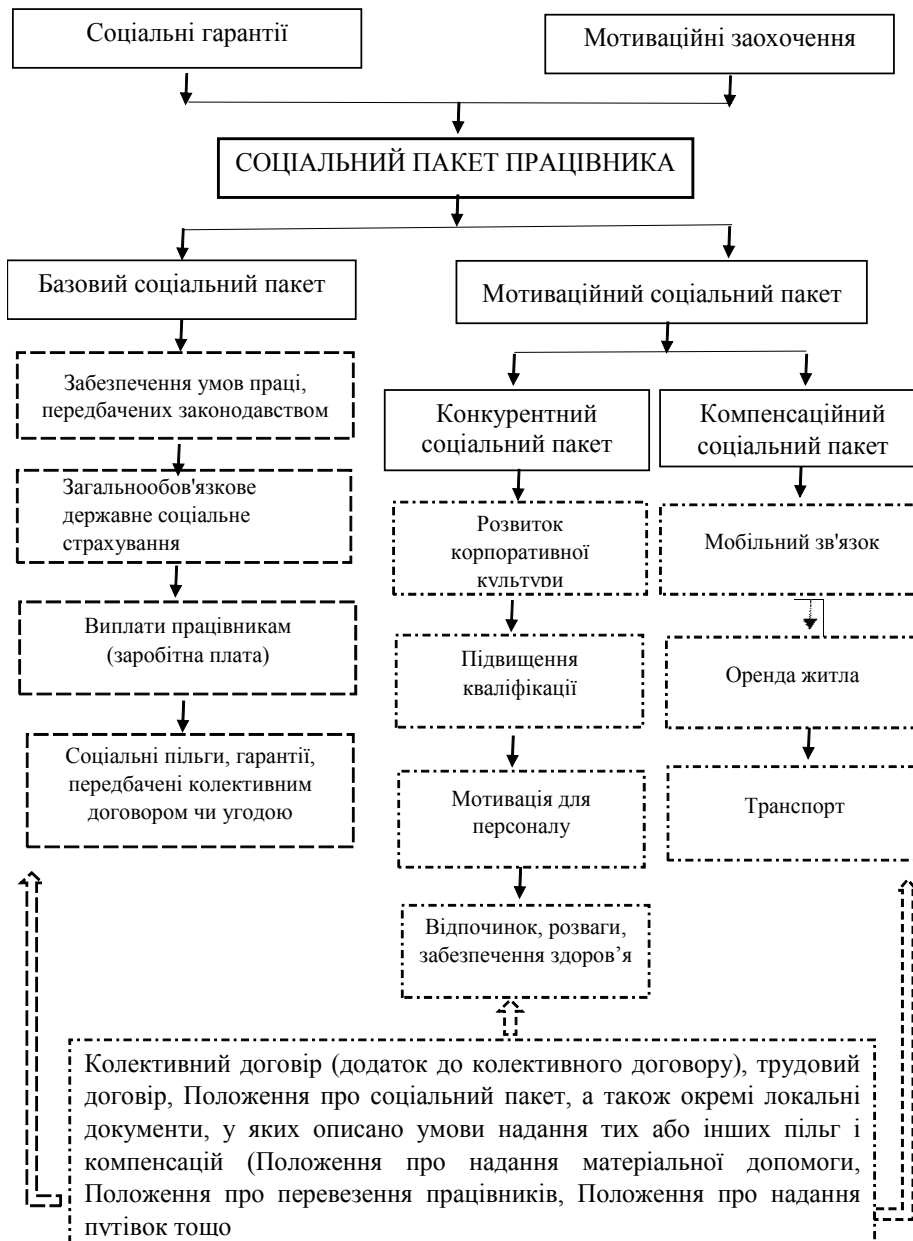 Соціальні гарантії
Мотиваційні заохочення
СОЦІАЛЬНИЙ ПАКЕТ ПРАЦІВНИКА
Базовий соціальний пакет
Мотиваційний соціальний пакет
Забезпечення умов праці,
передбачених законодавством
Загальнообов'язкове
державне соціальне
страхування
Виплати працівникам
(заробітна плата)
Соціальні пільги, гарантії,
передбачені колективним
договором чи угодою
Конкурентний
соціальний пакет
Розвиток
корпоративної
культури
Підвищення
кваліфікації
Мотивація для
персоналу
Відпочинок, розваги,
забезпечення здоров’я
Компенсаційний
соціальний пакет
Мобільний зв'язок
Оренда житла
Транспорт
Колективний договір (додаток до колективного договору), трудовий
договір, Положення про соціальний пакет, а також окремі локальні
документи, у яких описано умови надання тих або інших пільг і
компенсацій (Положення про надання матеріальної допомоги,
Положення про перевезення працівників, Положення про надання
путівок тощо